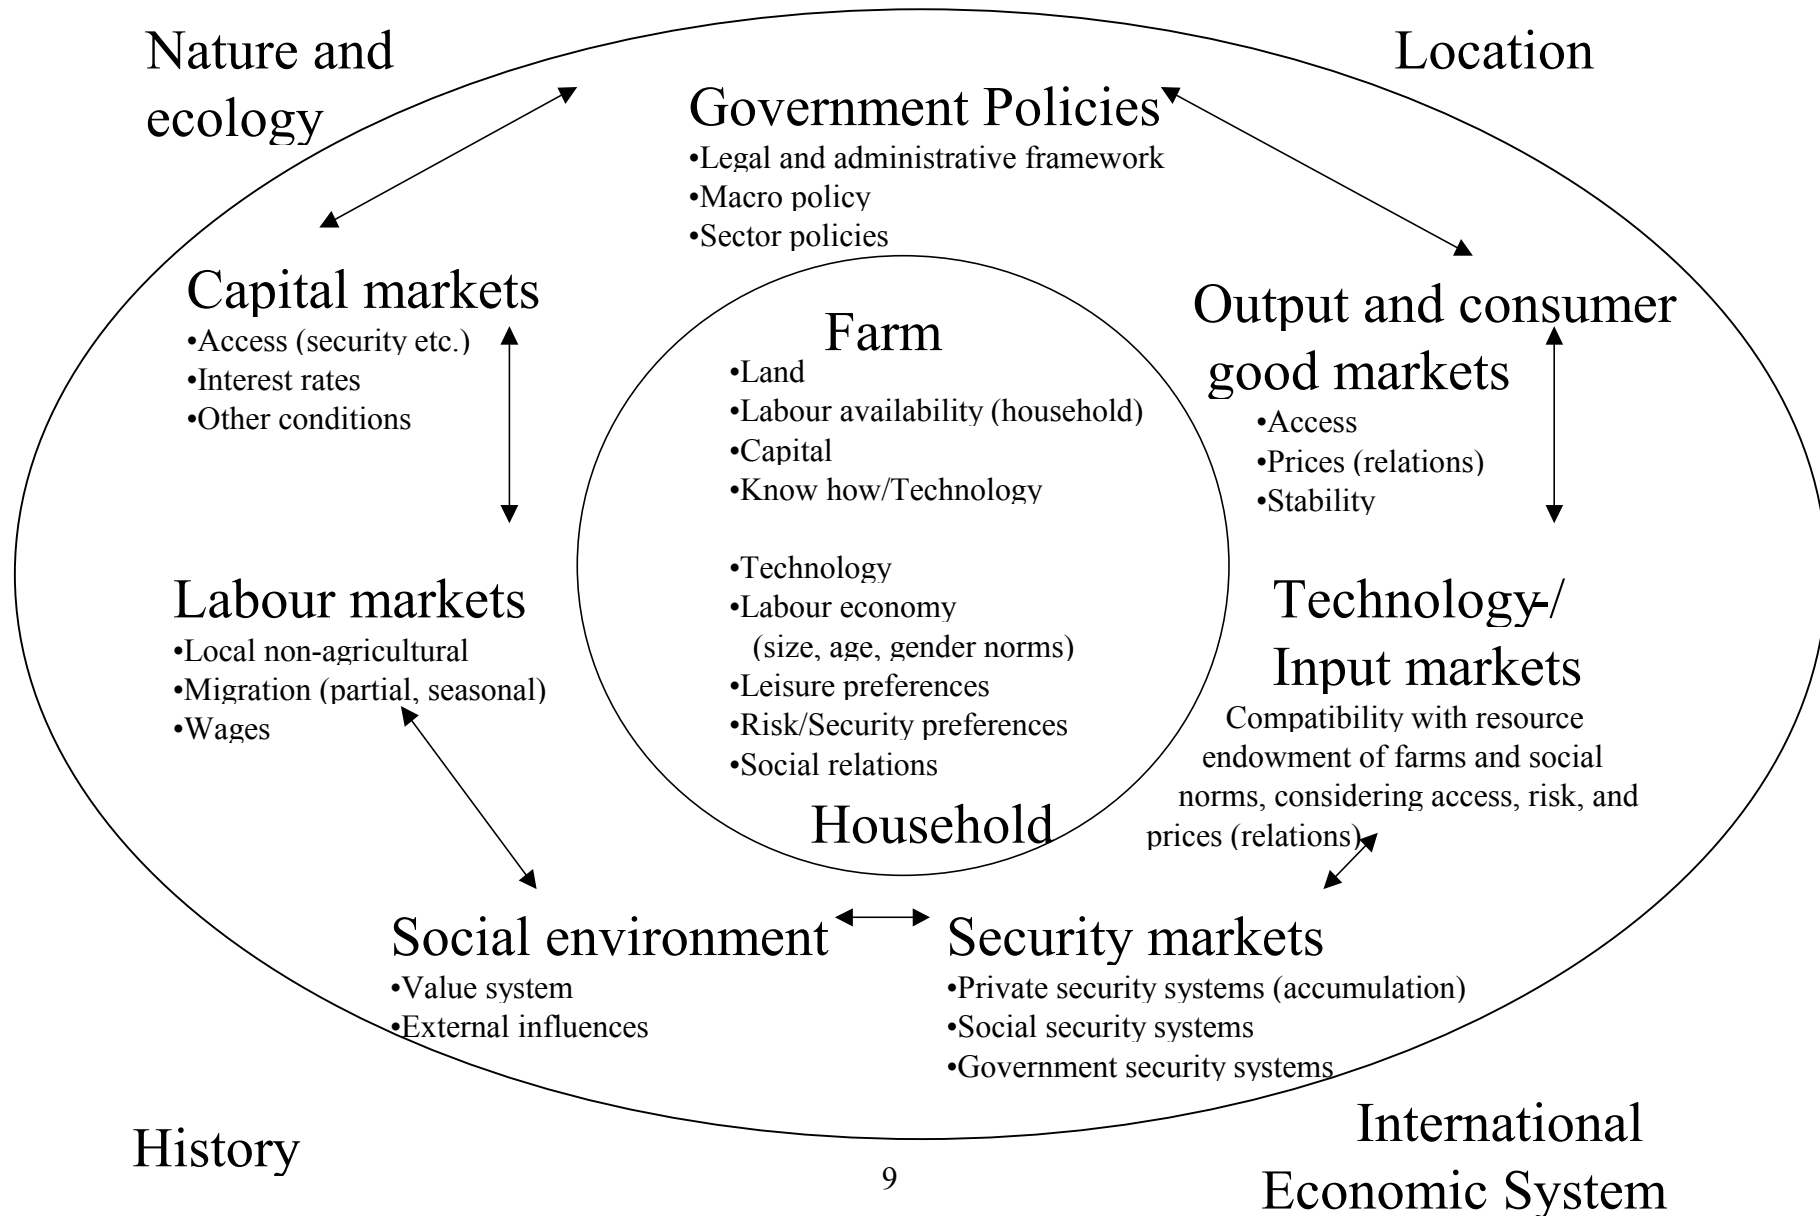 Nature and
ecology
Location
Government Policies
•Legal and administrative framework
•Macro policy
•Sector policies
Capital markets
•Access (security etc.)
•Interest rates
•Other conditions
Output and consumer
good markets
•Access
•Prices (relations)
•Stability
Farm
•Land
•Labour availability (household)
•Capital
•Know how/Technology
•Technology
•Labour economy
(size, age, gender norms)
•Leisure preferences
•Risk/Security preferences
•Social relations
Household
Labour markets
•Local non-agricultural
•Migration (partial, seasonal)
•Wages
Technology-/
Input markets
Compatibility with resource
endowment of farms and social
norms, considering access, risk, and
prices (relations)
Social environment
•Value system
•External influences
Security markets
•Private security systems (accumulation)
•Social security systems
•Government security systems
History
9
International
Economic System